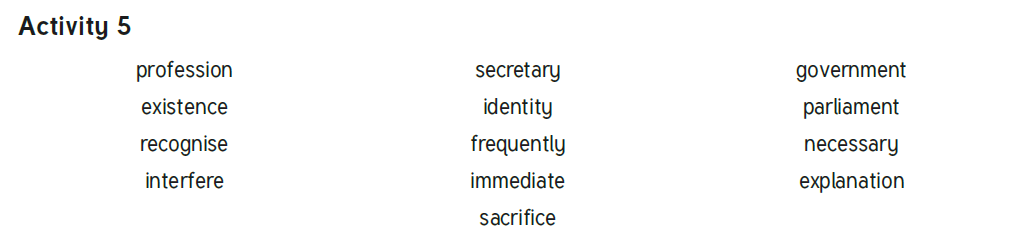 Activity 5
profession secretary government
existence identity parliament
recognise frequently necessary
interfere immediate explanation
sacrifice